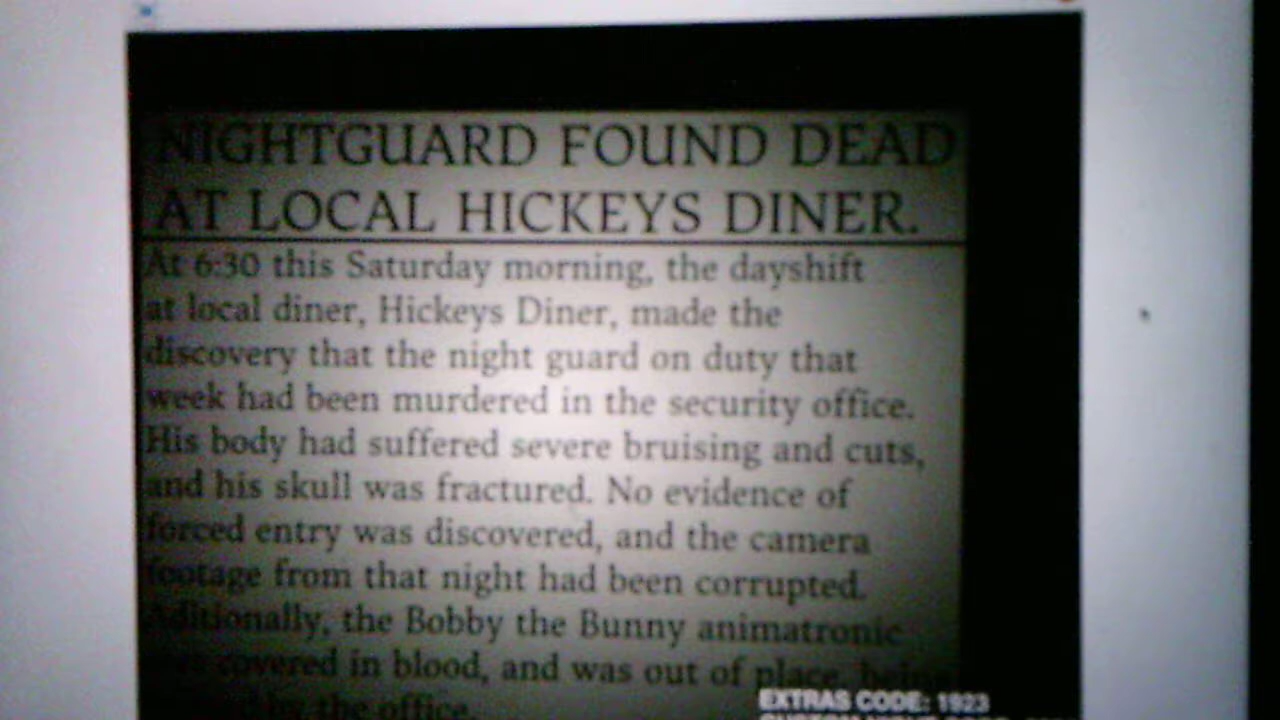 NIGHTGUARD FOUND DEAD
AT LOCAL HICKEYS DINER.
At 6:30 this Saturday morning, the dayshift
at local diner, Hickeys Diner, made the
discovery that the night guard on duty that
week had been murdered in the security office.
His body had suffered severe bruising and cuts,
and his skull was fractured. No evidence of
forced entry was discovered, and the camera
footage from that night had been corrupted.
Aditionally, the Bobby the Bunny animatronic
covered in blood, and was out of place, being
by the office.
EXTRAS CODE: 1923